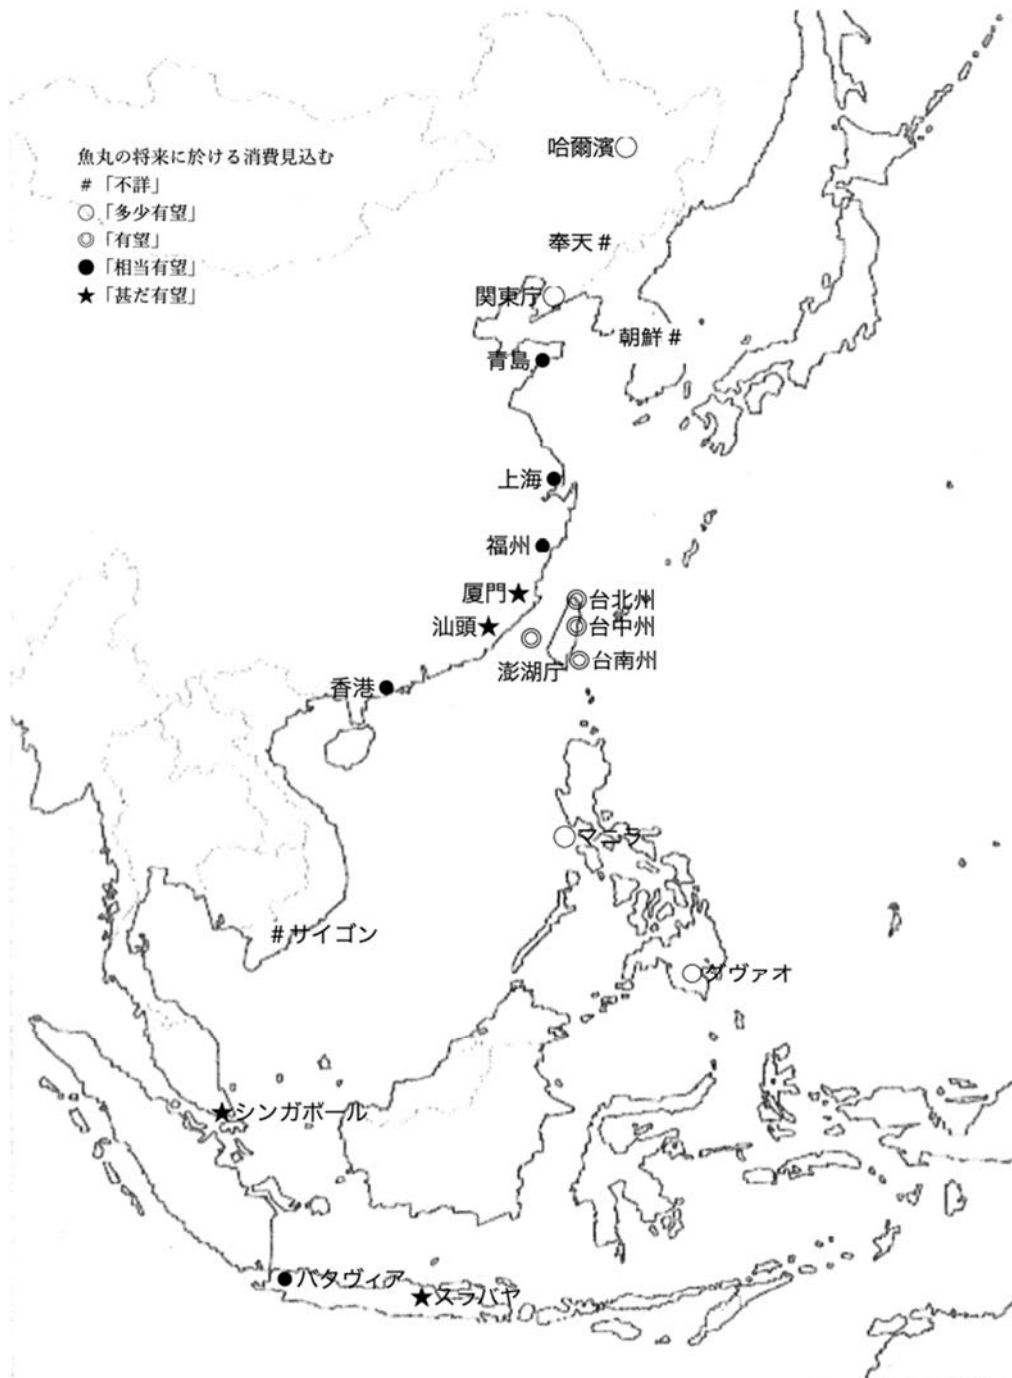 魚丸の将来に於ける消費見込む
#「不詳」
○「多少有望」
◎「有望」
●「相当有望」
★「甚だ有望」
哈爾濱○
奉天#
関東庁○
朝鮮#
青島●
上海●
福州●
厦門★
◎台北州
汕頭★
◎台中州
◎
澎湖庁
◎台南州
香港●
○マニラ
#サイゴン
○ダヴァオ
★シンガポール
●バタヴィア
★スラバヤ